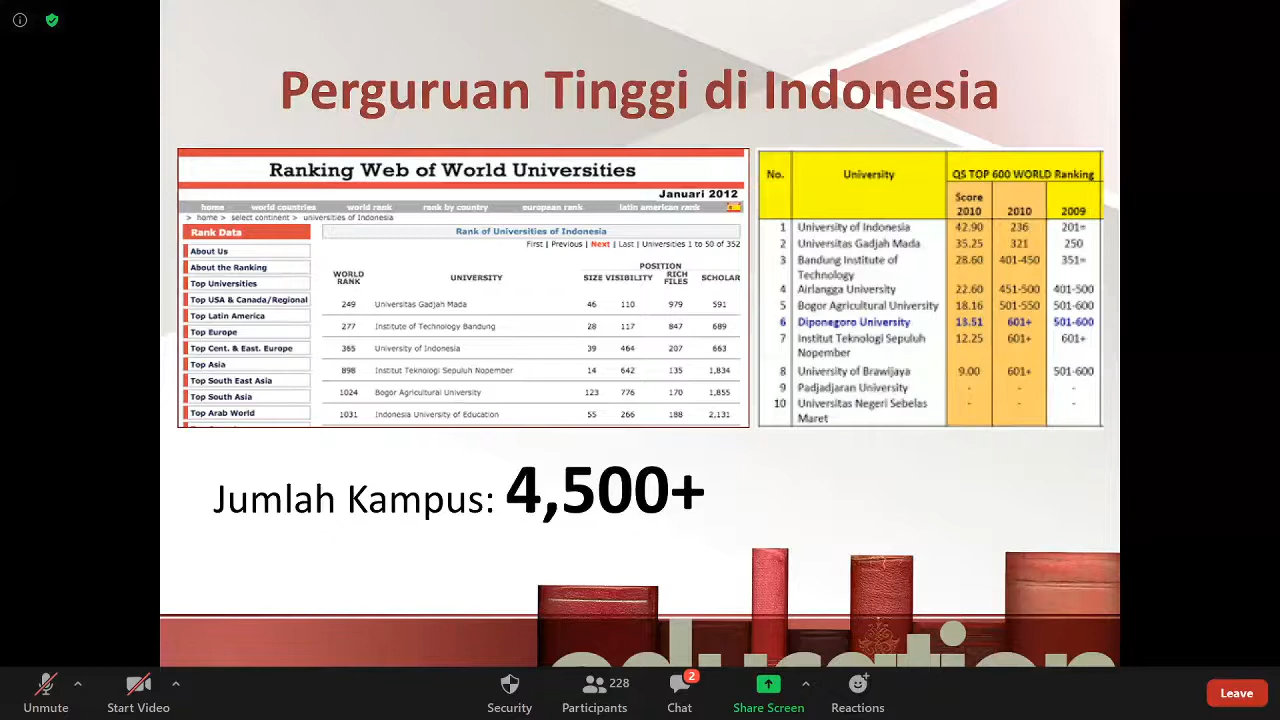 Perguruan Tinggi di Indonesia
Ranking Web of World Universities
Januari 2012
home world countries world rank rank by country european rank latin american rank
> home > select continent > universities of Indonesia
Rank Data
About Us
About the Ranking
Top Universities
Top USA & Canada/Regional
Top Latin America
Top Europe
Top Cent. & East. Europe
Top Asia
Top South East Asia
Top South Asia
Top Arab World
Rank of Universities of Indonesia
First | Previous | Next | Last | Universities 1 to 50 of 352
POSITION
WORLD RANK UNIVERSITY SIZE VISIBILITY RICH FILES SCHOLAR
249 Universitas Gadjah Mada 46 110 979 591
277 Institute of Technology Bandung 28 117 847 689
365 University of Indonesia 39 464 207 663
898 Institut Teknologi Sepuluh Nopember 14 642 135 1,834
1024 Bogor Agricultural University 123 776 170 1,855
1031 Indonesia University of Education 55 266 188 2,131
No. University QS TOP 600 WORLD Ranking
Score 2010 2010 2009
1 University of Indonesia 42.90 236 201=
2 Universitas Gadjah Mada 35.25 321 250
3 Bandung Institute of 28.60 401-450 351=
Technology
4 Airlangga University 22.60 451-500 401-500
5 Bogor Agricultural University 18.16 501-550 501-600
6 Diponegoro University 13.51 601+ 501-600
7 Institut Teknologi Sepuluh 12.25 601+ 601+
Nopember
8 University of Brawijaya 9.00 601+ 501-600
9 Padjadjaran University - - -
10 Universitas Negeri Sebelas - - -
Maret
Jumlah Kampus: 4,500+
education
Unmute
Start Video
Security
228
Participants
2
Chat
Share Screen
Reactions
Leave